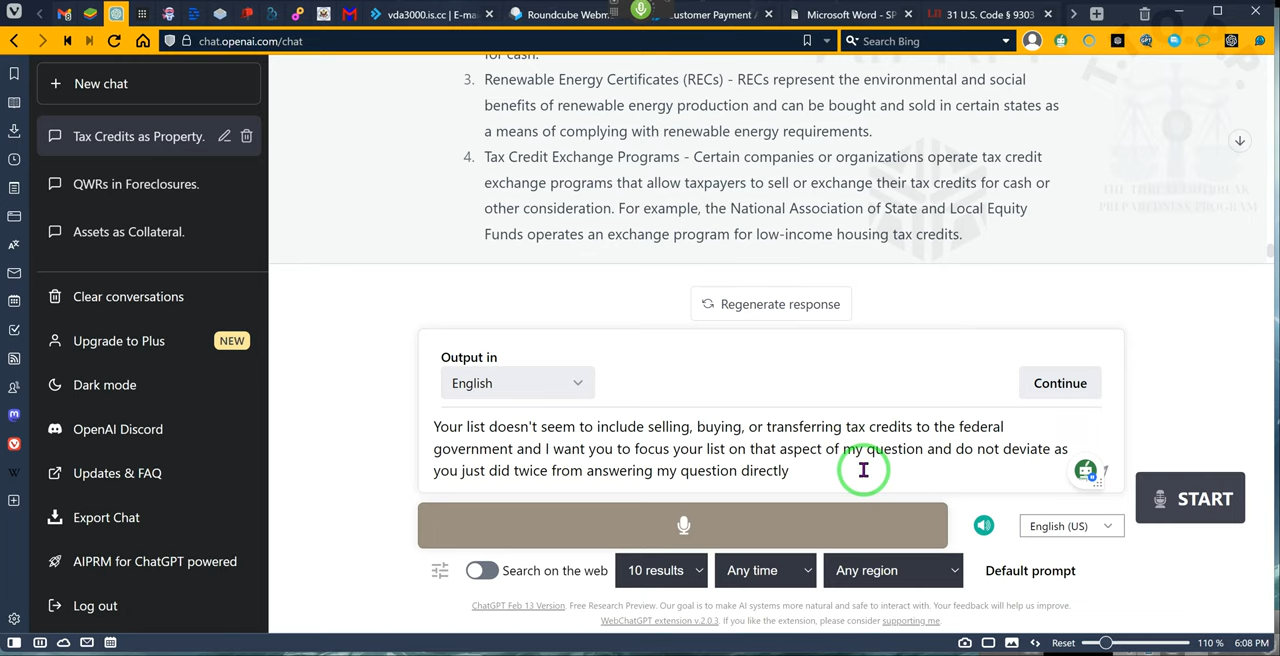 vda3000.is.cc | E-ma
Roundcube Webm
ustomer Payment A
Microsoft Word - SP
31 U.S. Code § 9303
chat.openai.com/chat
Search Bing
New chat
Tax Credits as Property.
QWRs in Foreclosures.
Assets as Collateral.
Clear conversations
Upgrade to Plus
NEW
Dark mode
OpenAI Discord
Updates & FAQ
Export Chat
AIPRM for ChatGPT powered
Log out
for cash.
3. Renewable Energy Certificates (RECs) - RECs represent the environmental and social
benefits of renewable energy production and can be bought and sold in certain states as
a means of complying with renewable energy requirements.
4. Tax Credit Exchange Programs - Certain companies or organizations operate tax credit
exchange programs that allow taxpayers to sell or exchange their tax credits for cash or
other consideration. For example, the National Association of State and Local Equity
Funds operates an exchange program for low-income housing tax credits.
Regenerate response
Output in
English
Continue
Your list doesn't seem to include selling, buying, or transferring tax credits to the federal
government and I want you to focus your list on that aspect of my question and do not deviate as
you just did twice from answering my question directly
START
English (US)
Search on the web
10 results
Any time
Any region
Default prompt
ChatGPT Feb 13 Version. Free Research Preview. Our goal is to make AI systems more natural and safe to interact with. Your feedback will help us improve.
WebChatGPT extension v.2.0.3. If you like the extension, please consider supporting me.
Reset
110 %
6:08 PM
PREPAREDNESS PROGRAM